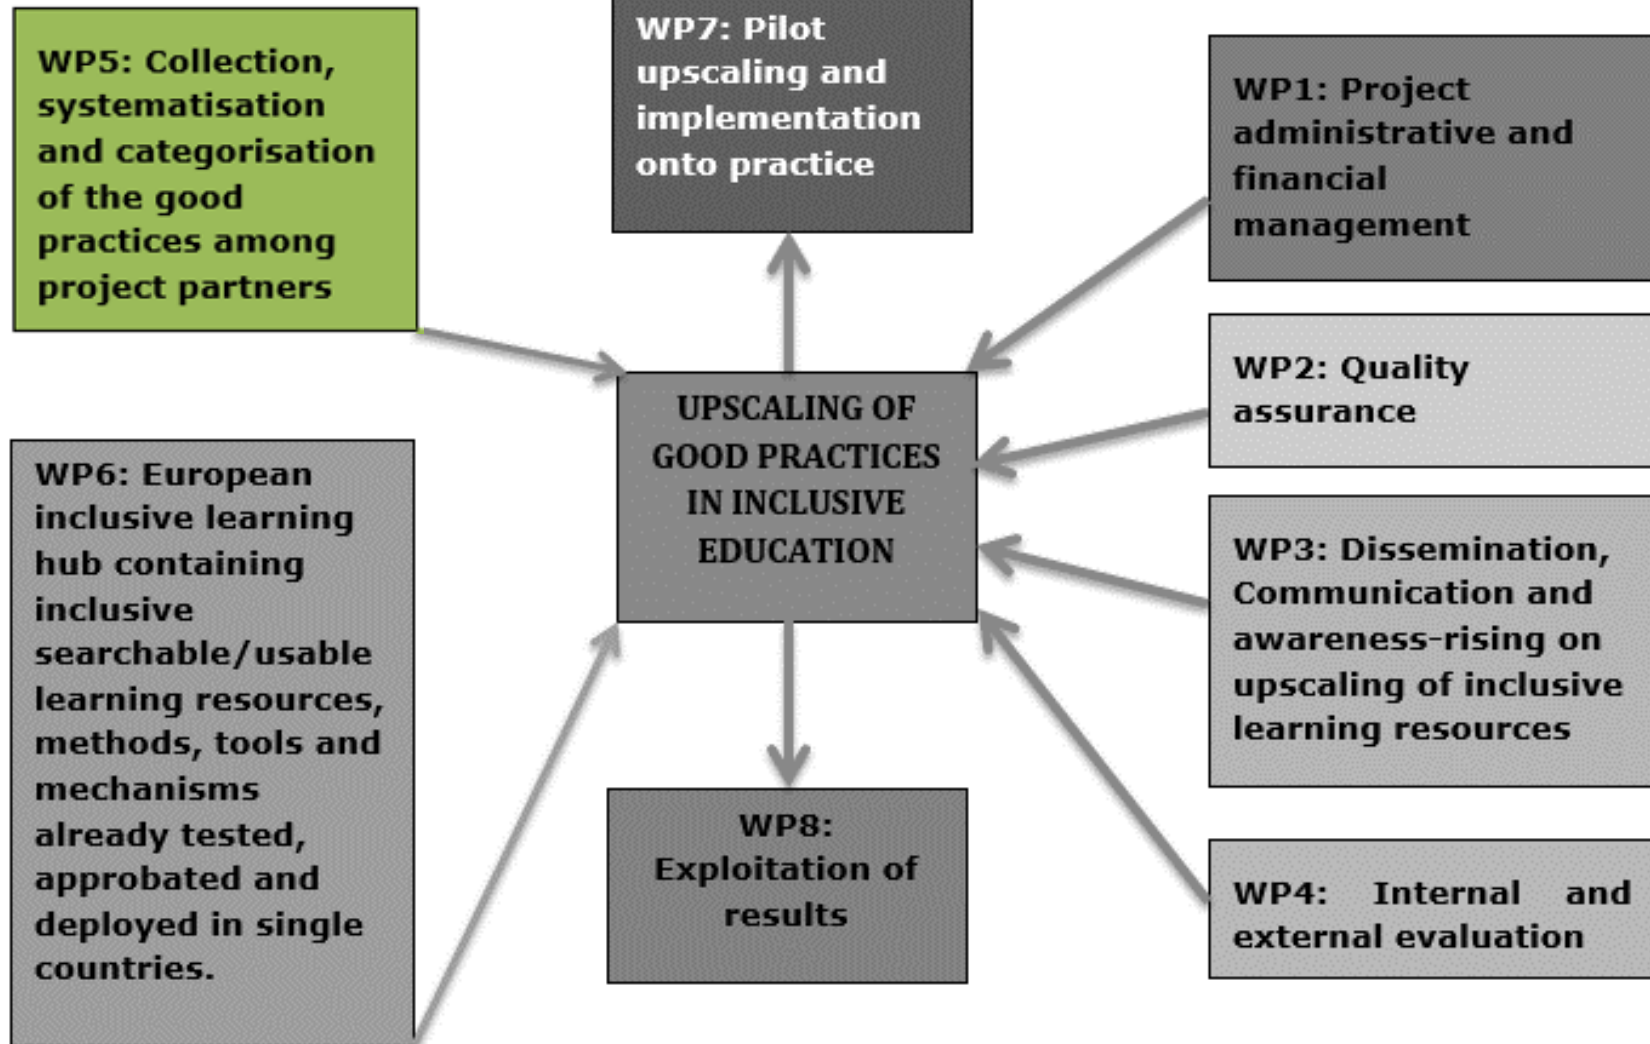 WP5: Collection,
systematisation
and categorisation
of the good
practices among
project partners
WP7: Pilot
upscaling and
implementation
onto practice
WP1: Project
administrative and
financial
management
WP2: Quality
assurance
UPSCALING OF
GOOD PRACTICES
IN INCLUSIVE
EDUCATION
WP6: European
inclusive learning
hub containing
inclusive
searchable/usable
learning resources,
methods, tools and
mechanisms
already tested,
approbated and
deployed in single
countries.
WP3: Dissemination,
Communication and
awareness-rising on
upscaling of inclusive
learning resources
WP8:
Exploitation of
results
WP4: Internal and
external evaluation